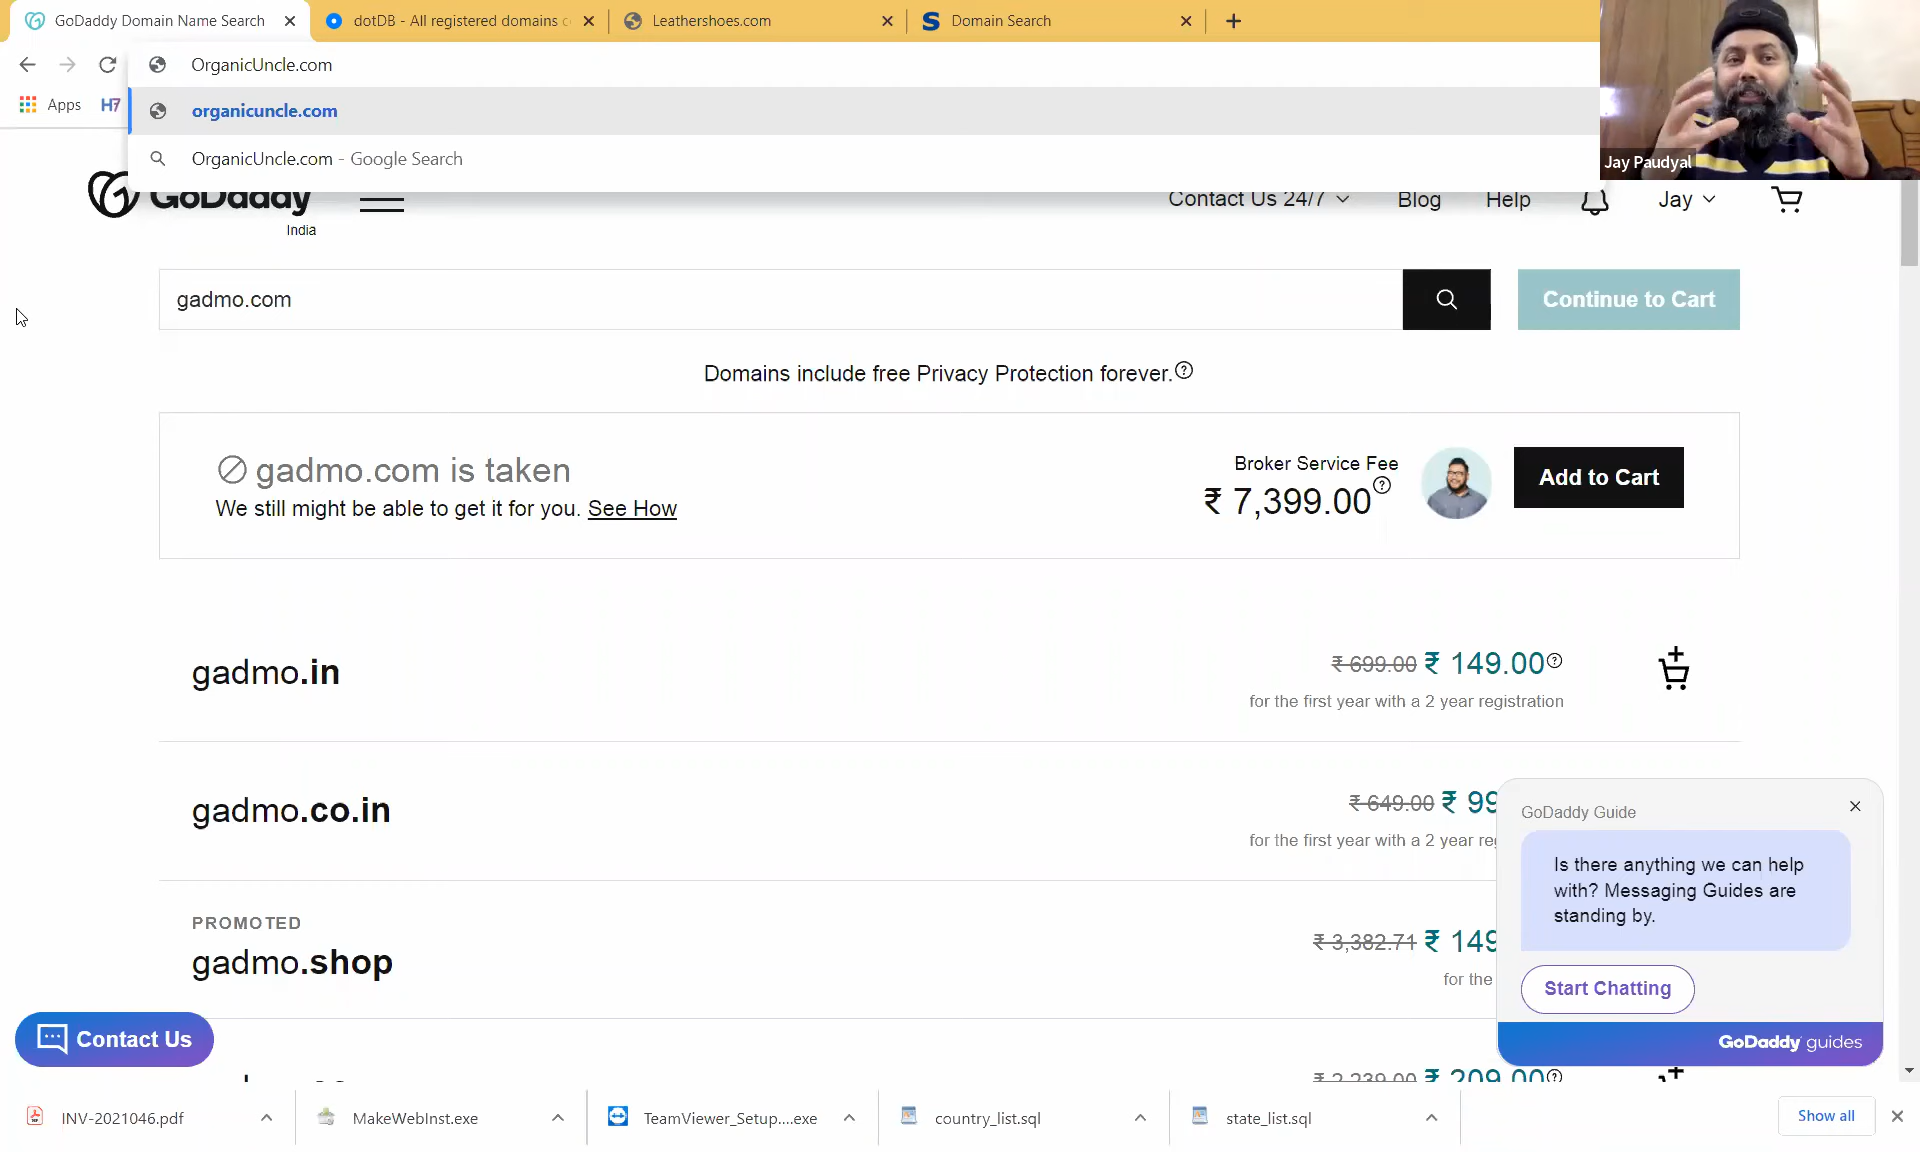 GoDaddy Domain Name Search
dotDB - All registered domains
Leathershoes.com
Domain Search
OrganicUncle.com
Apps
H7
organicuncle.com
OrganicUncle.com - Google Search
Jay Paudyal
GoDaddy
India
Contact Us 24/7
Blog
Help
Jay
gadmo.com
Continue to Cart
Domains include free Privacy Protection forever.
gadmo.com is taken
We still might be able to get it for you. See How
Broker Service Fee
₹ 7,399.00
Add to Cart
gadmo.in
₹ 699.00 ₹ 149.00
for the first year with a 2 year registration
gadmo.co.in
₹ 649.00 ₹ 99
for the first year with a 2 year
PROMOTED
gadmo.shop
₹ 3,382.71 ₹ 149
for the
₹ 2,239.00 ₹ 209.00
GoDaddy Guide
Is there anything we can help
with? Messaging Guides are
standing by.
Start Chatting
GoDaddy guides
Contact Us
INV-2021046.pdf
MakeWebInst.exe
TeamViewer_Setup....exe
country_list.sql
state_list.sql
Show all